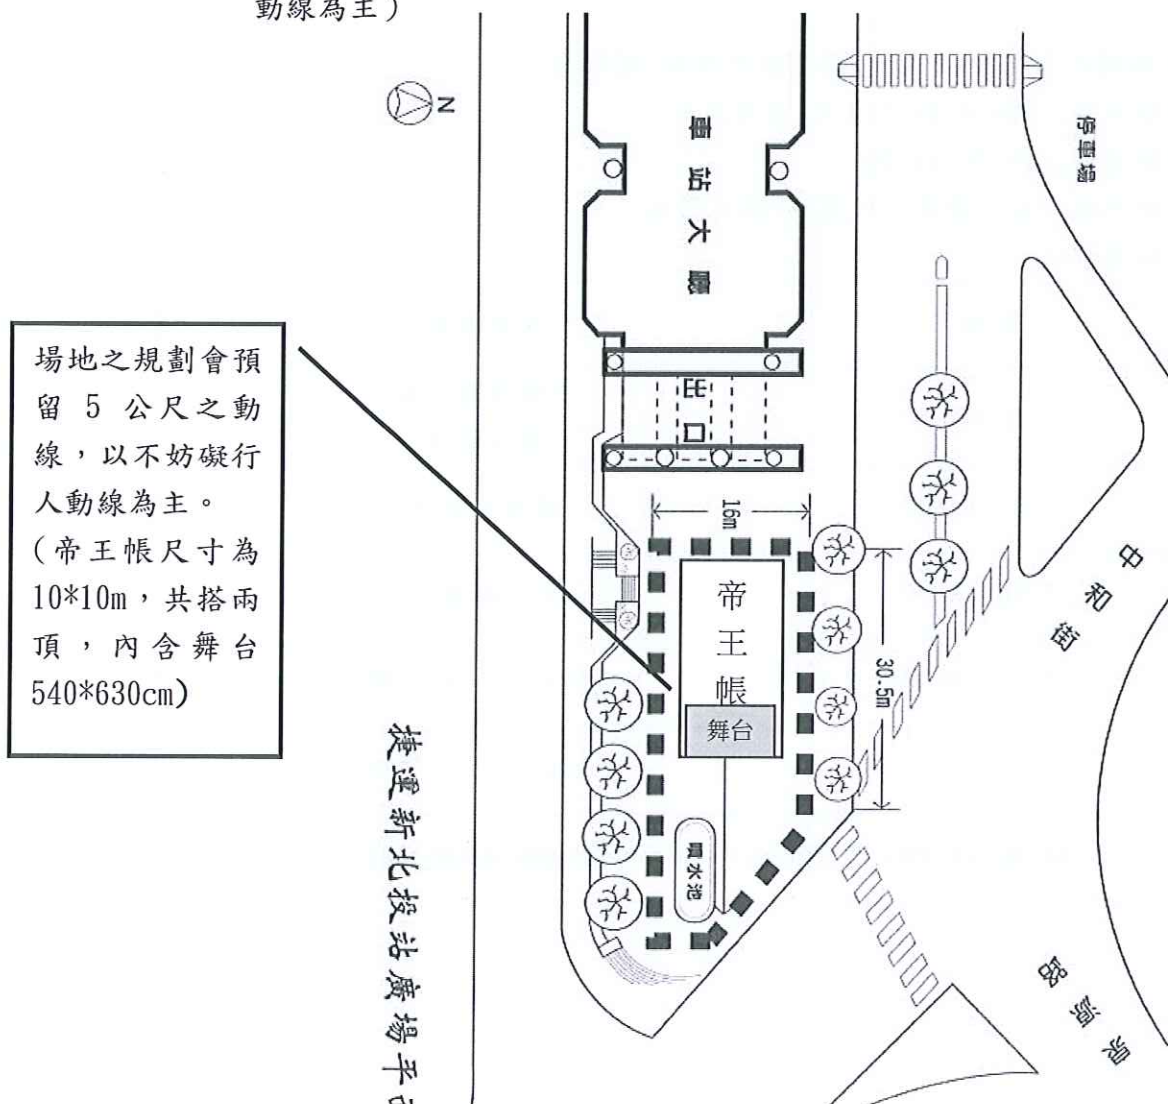 動線為主）
N
車站大廳
停車場
場地之規劃會預
留 5 公尺之動
線，以不妨礙行
人動線為主。
（帝王帳尺寸為
10*10m，共搭兩
頂，內含舞台
540*630cm）
出口
16m
帝王帳
舞台
30.5m
中和街
噴水池
捷運新北投站廣場平
泉源路